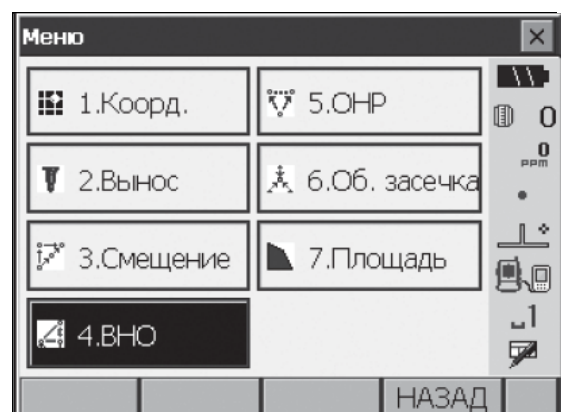 Меню
1.Коорд.
2.Вынос
3.Смещение
4.ВНО
5.ОНР
6.Об. засечка
7.Площадь
0
0
PPM
1
НАЗАД